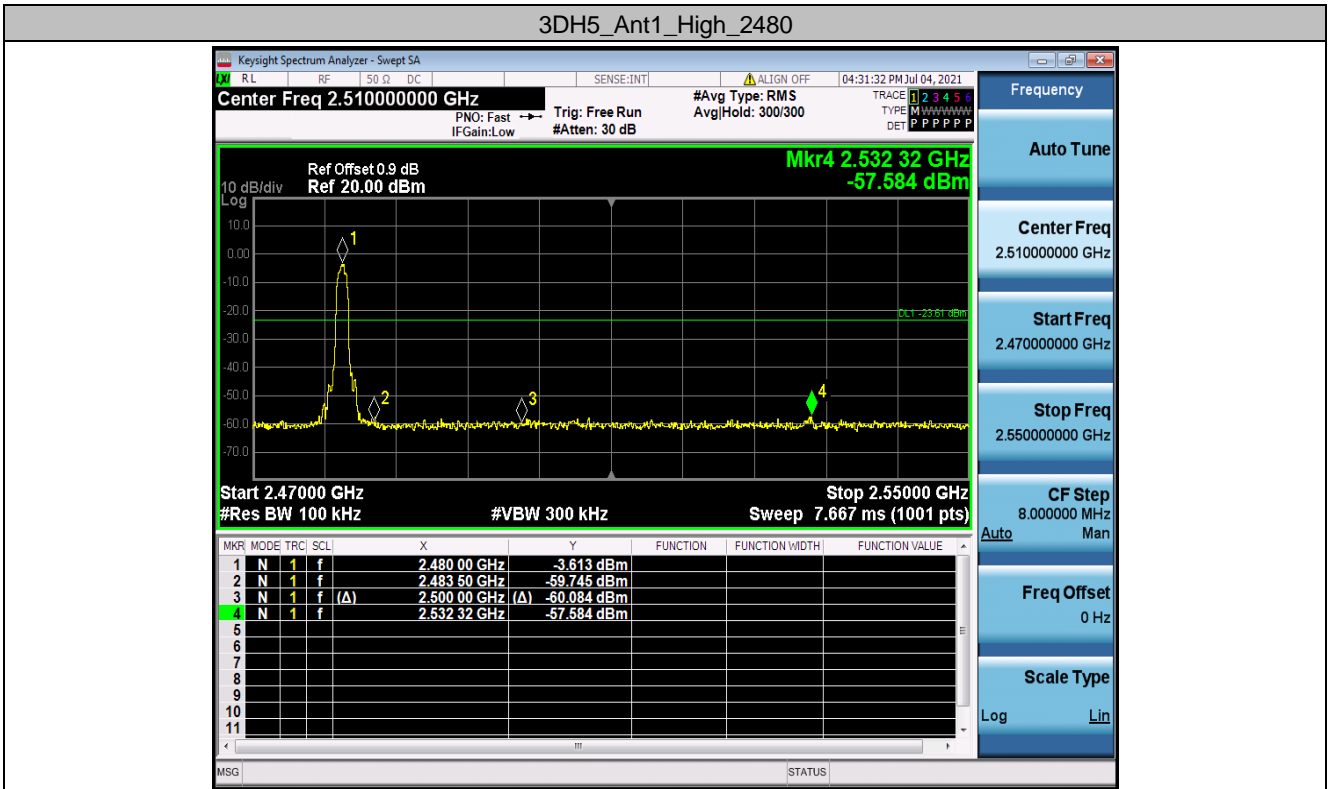 3DH5_Ant1_High_2480
Keysight Spectrum Analyzer - Swept SA
LXI RL RF 50 Ω DC SENSE:INT ALIGN OFF 04:31:32 PM Jul 04, 2021
Center Freq 2.510000000 GHz
PNO: Fast
IFGain:Low
Trig: Free Run
#Atten: 30 dB
#Avg Type: RMS
Avg|Hold: 300/300
TRACE 1 2 3 4 5 6
TYPE M WWWWW
DET P P P P P P
Mkr4 2.532 32 GHz
-57.584 dBm
Ref Offset 0.9 dB
10 dB/div Ref 20.00 dBm
Log
10.0
0.00
-10.0
-20.0
-30.0
-40.0
-50.0
-60.0
-70.0
1
2
3
4
DL1 -23.61 dBm
Start 2.47000 GHz Stop 2.55000 GHz
#Res BW 100 kHz #VBW 300 kHz Sweep 7.667 ms (1001 pts)
MKR MODE TRC SCL X Y FUNCTION FUNCTION WIDTH FUNCTION VALUE
1 N 1 f 2.480 00 GHz -3.613 dBm
2 N 1 f 2.483 50 GHz -59.745 dBm
3 N 1 f (Δ) 2.500 00 GHz (Δ) -60.084 dBm
4 N 1 f 2.532 32 GHz -57.584 dBm
5
6
7
8
9
10
11
MSG STATUS
Frequency
Auto Tune
Center Freq
2.510000000 GHz
Start Freq
2.470000000 GHz
Stop Freq
2.550000000 GHz
CF Step
8.000000 MHz
Auto Man
Freq Offset
0 Hz
Scale Type
Log Lin